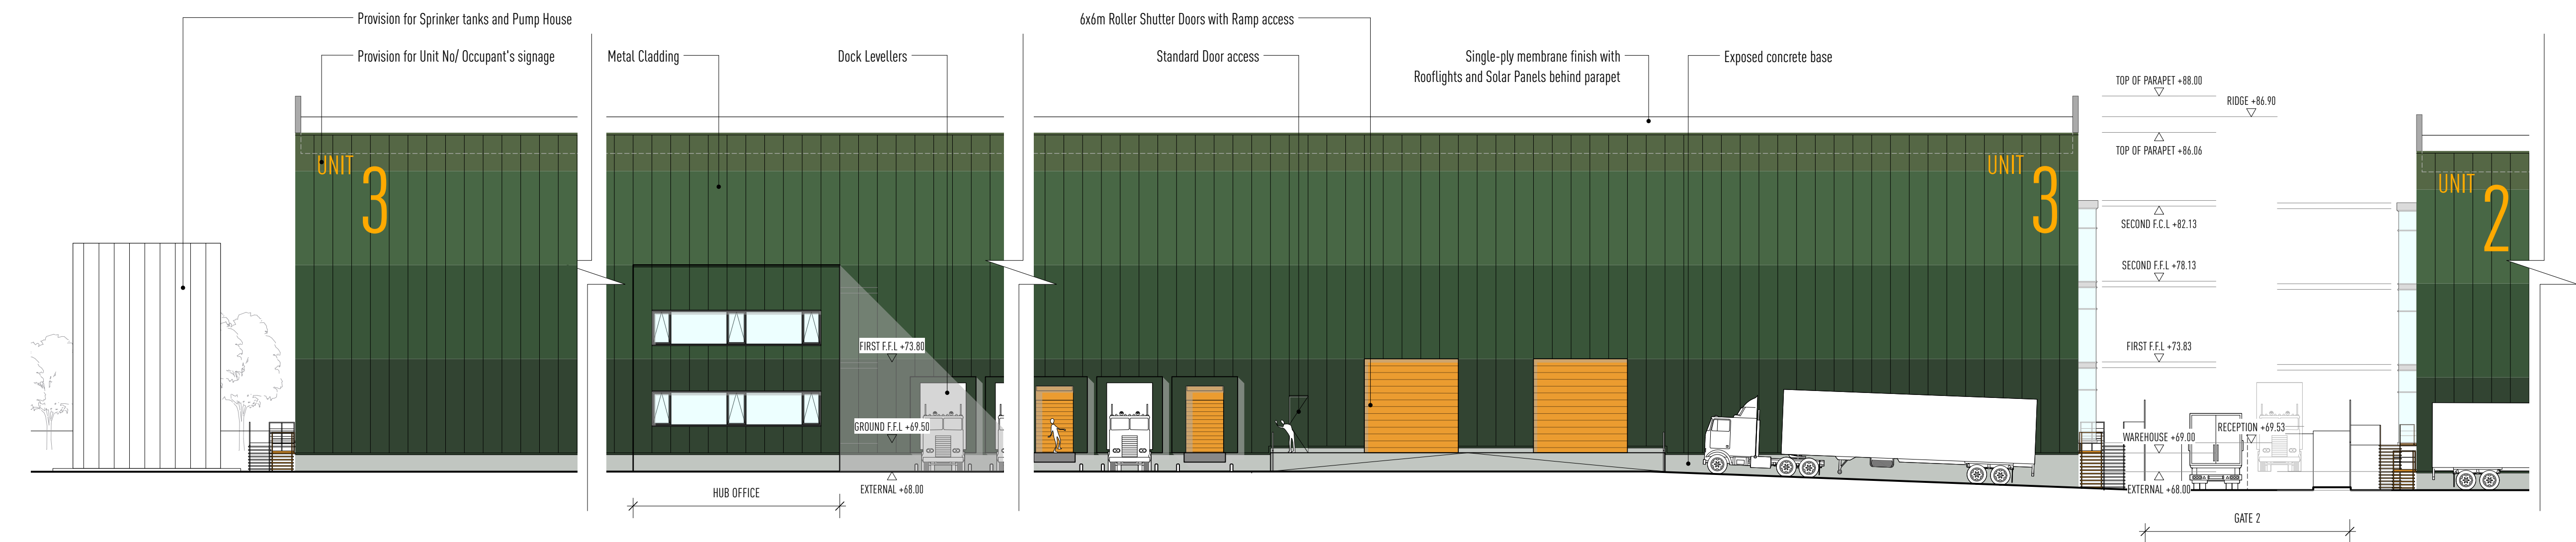 Provision for Sprinker tanks and Pump House
6x6m Roller Shutter Doors with Ramp access
Provision for Unit No/ Occupant's signage
Metal Cladding
Dock Levellers
Standard Door access
Single-ply membrane finish with
Rooflights and Solar Panels behind parapet
Exposed concrete base
TOP OF PARAPET +88.00
RIDGE +86.90
TOP OF PARAPET +86.06
UNIT
3
UNIT
3
UNIT
2
SECOND F.C.L +82.13
SECOND F.F.L +78.13
FIRST F.F.L +73.80
FIRST F.F.L +73.83
GROUND F.F.L +69.50
RECEPTION +69.53
WAREHOUSE +69.00
EXTERNAL +68.00
EXTERNAL +68.00
HUB OFFICE
GATE 2